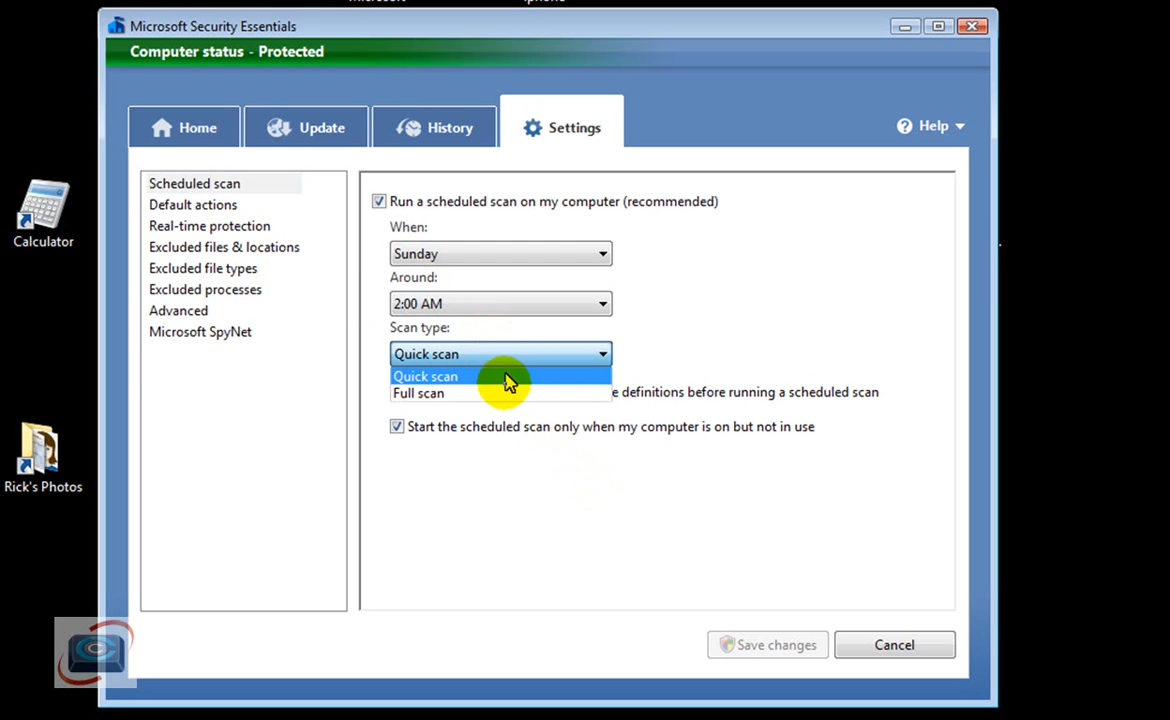 Microsoft Security Essentials
Computer status - Protected
Home
Update
History
Settings
Help
Scheduled scan
Default actions
Real-time protection
Excluded files & locations
Excluded file types
Excluded processes
Advanced
Microsoft SpyNet
Run a scheduled scan on my computer (recommended)
When:
Sunday
Around:
2:00 AM
Scan type:
Quick scan
Quick scan
Full scan
e definitions before running a scheduled scan
Start the scheduled scan only when my computer is on but not in use
Save changes
Cancel
Calculator
Rick's Photos